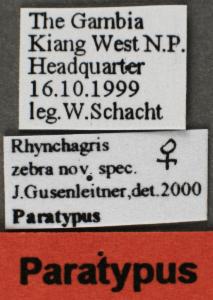 The Gambia
Kiang West N.P.
Headquarter
16.10.1999
leg.W.Schacht
Rhynchagris ♀
zebra nov. spec.
J.Gusenleitner,det.2000
Paratypus
Paratypus